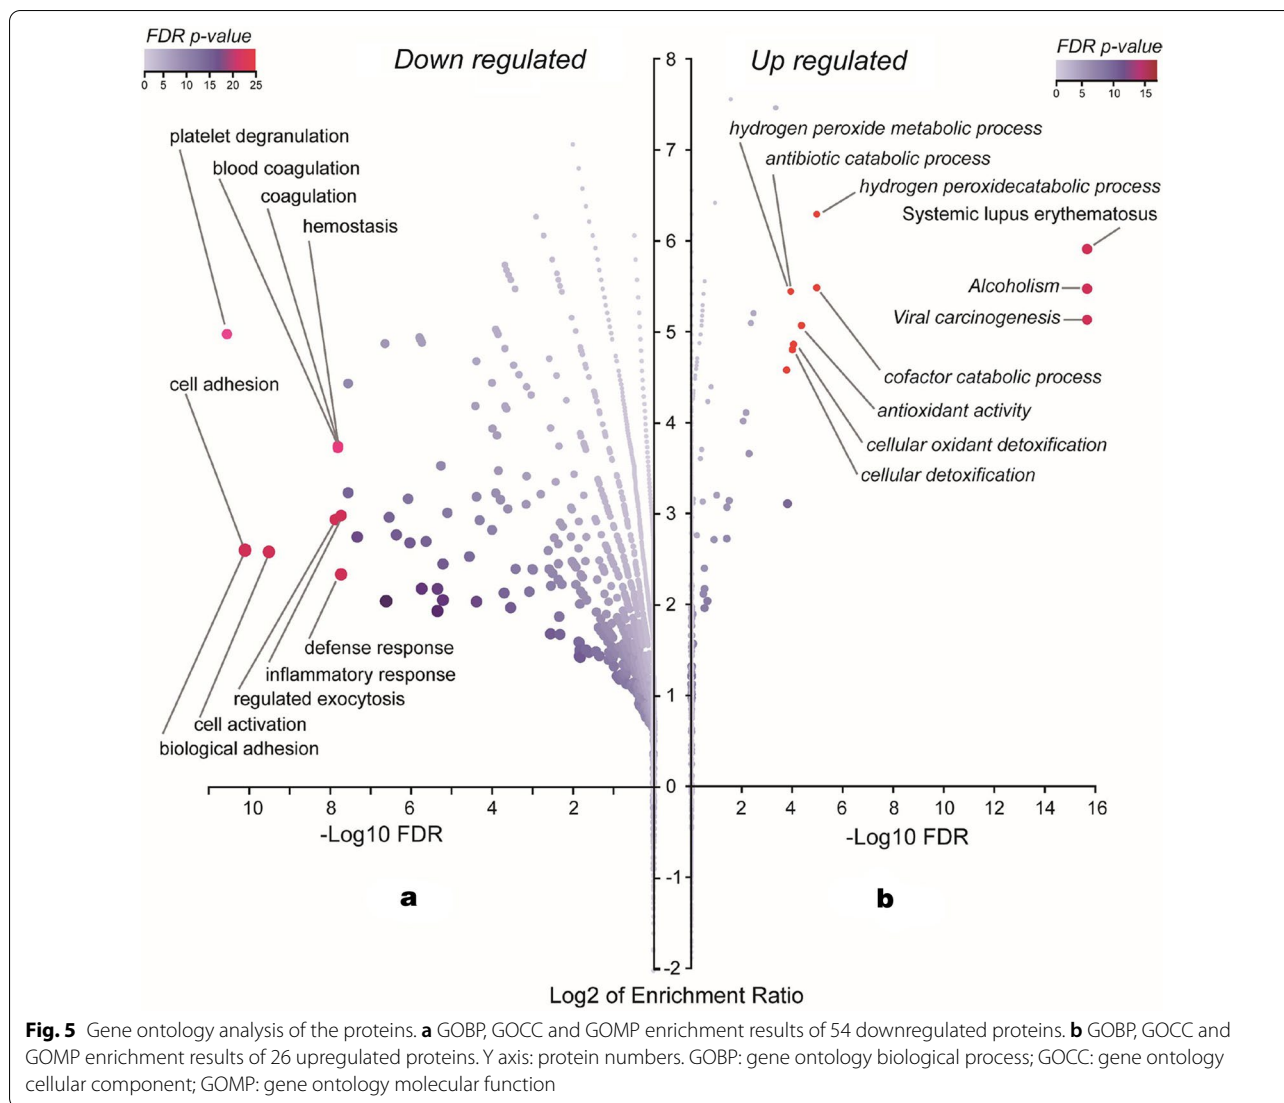 FDR p-value
0 5 10 15 20 25
Down regulated
Up regulated
FDR p-value
0 5 10 15
platelet degranulation
blood coagulation
coagulation
hemostasis
cell adhesion
defense response
inflammatory response
regulated exocytosis
cell activation
biological adhesion
8
7
6
5
4
3
2
1
0
-1
-2
hydrogen peroxide metabolic process
antibiotic catabolic process
hydrogen peroxidecatabolic process
Systemic lupus erythematosus
Alcoholism
Viral carcinogenesis
cofactor catabolic process
antioxidant activity
cellular oxidant detoxification
cellular detoxification
10 8 6 4 2
2 4 6 8 10 12 14 16
-Log10 FDR
-Log10 FDR
a
b
Log2 of Enrichment Ratio
Fig. 5 Gene ontology analysis of the proteins. a GOBP, GOCC and GOMP enrichment results of 54 downregulated proteins. b GOBP, GOCC and
GOMP enrichment results of 26 upregulated proteins. Y axis: protein numbers. GOBP: gene ontology biological process; GOCC: gene ontology
cellular component; GOMP: gene ontology molecular function